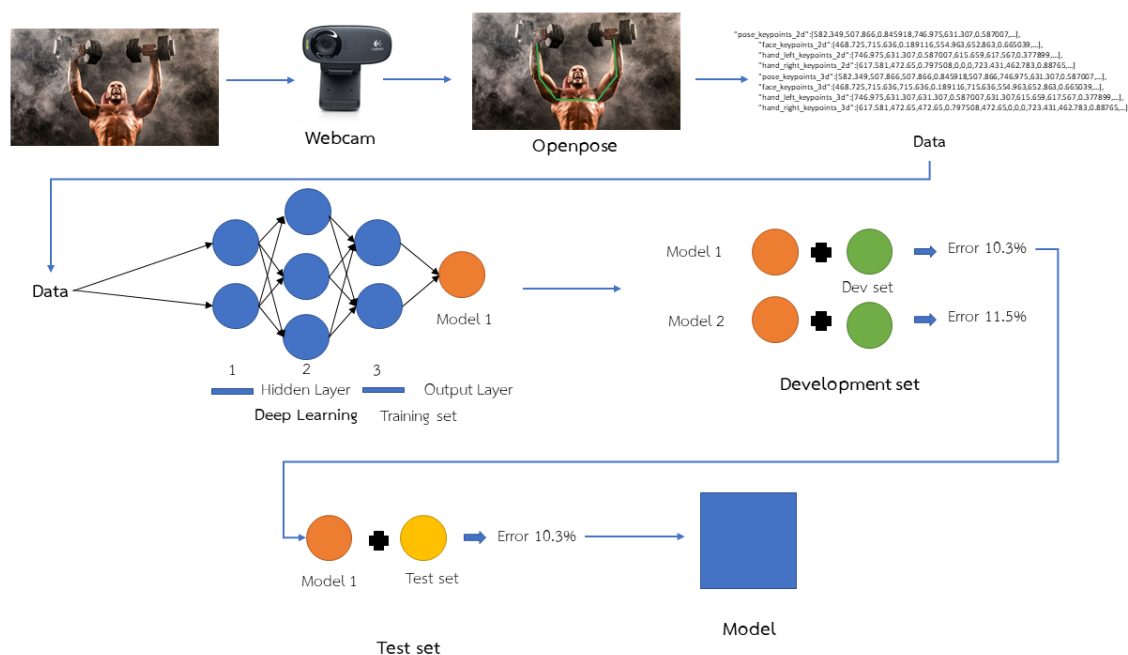 "pose_keypoints_2d":[582.349,507.866,0.845918,746.975,631.307,0.587007,...],
"face_keypoints_2d":[468.725,715.636,0.189116,554.963,652.863,0.665039,...],
"hand_left_keypoints_2d":[746.975,631.307,0.587007,615.659,617.567,0.377899,...],
"hand_right_keypoints_2d":[617.581,472.65,0.797508,0,0,0,723.431,462.783,0.88765,...]
"pose_keypoints_3d":[582.349,507.866,507.866,0.845918,507.866,746.975,631.307,0.587007,...],
"face_keypoints_3d":[468.725,715.636,715.636,0.189116,715.636,554.963,652.863,0.665039,...],
"hand_left_keypoints_3d":[746.975,631.307,631.307,0.587007,631.307,615.659,617.567,0.377899,...],
"hand_right_keypoints_3d":[617.581,472.65,472.65,0.797508,472.65,0,0,0,723.431,462.783,0.88765,...]
Webcam
Openpose
Data
Data
Model 1
1
2
3
Hidden Layer
Output Layer
Deep Learning
Training set
Model 1
Dev set
Error 10.3%
Model 2
Error 11.5%
Development set
Model 1
Test set
Error 10.3%
Test set
Model